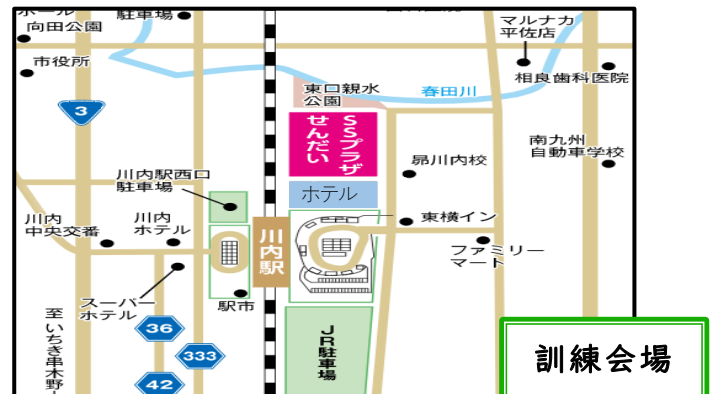 駐車場
向田公園
市役所
3
マルナカ
平佐店
相良歯科医院
春田川
東口親水
公園
SSプラザ
せんだい
南九州
自動車学校
昴川内校
川内駅西口
駐車場
ホテル
東横イン
川内
中央交番
川内
ホテル
川内駅
ファミリー
マート
スーパー
ホテル
駅市
至いちき串木野
36
333
42
JR駐車場
訓練会場